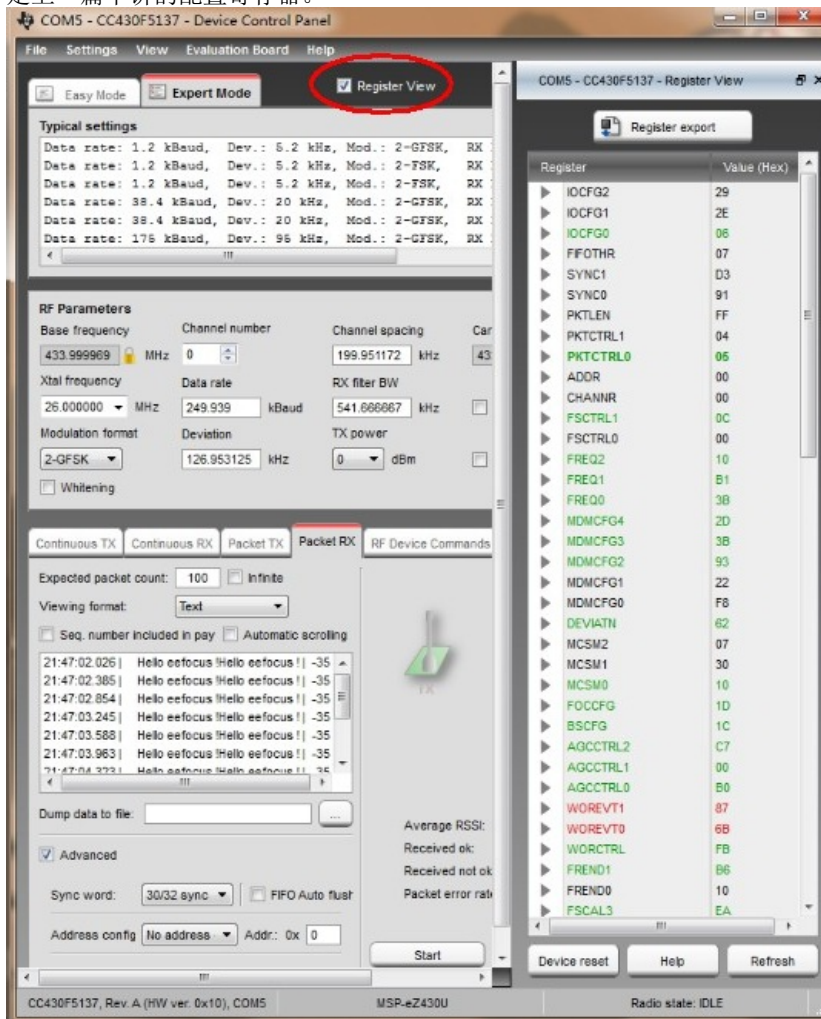 COM5 - CC430F5137 - Device Control Panel
File Settings View Evaluation Board Help
Easy Mode Expert Mode Register View
Typical settings
Data rate: 1.2 kBaud, Dev.: 5.2 kHz, Mod.: 2-GFSK, RX
Data rate: 1.2 kBaud, Dev.: 5.2 kHz, Mod.: 2-FSK, RX
Data rate: 1.2 kBaud, Dev.: 5.2 kHz, Mod.: 2-FSK, RX
Data rate: 38.4 kBaud, Dev.: 20 kHz, Mod.: 2-GFSK, RX
Data rate: 38.4 kBaud, Dev.: 20 kHz, Mod.: 2-GFSK, RX
Data rate: 175 kBaud, Dev.: 95 kHz, Mod.: 2-GFSK, RX
RF Parameters
Base frequency Channel number Channel spacing Car
433.999969 MHz 0 199.951172 kHz 43
Xtal frequency Data rate RX filter BW
26.000000 MHz 249.939 kBaud 541.666667 kHz
Modulation format Deviation TX power
2-GFSK 126.953125 kHz 0 dBm
Whitening
Continuous TX Continuous RX Packet TX Packet RX RF Device Commands
Expected packet count: 100 Infinite
Viewing format: Text
Seq. number included in pay Automatic scrolling
21:47:02.026 | Hello eefocus !Hello eefocus !| -35
21:47:02.385 | Hello eefocus !Hello eefocus !| -35
21:47:02.854 | Hello eefocus !Hello eefocus !| -35
21:47:03.245 | Hello eefocus !Hello eefocus !| -35
21:47:03.588 | Hello eefocus !Hello eefocus !| -35
21:47:03.963 | Hello eefocus !Hello eefocus !| -35
21:47:04.323 | Hello eefocus !Hello eefocus !| 35
TX
Dump data to file: ...
Average RSSI:
Advanced
Received ok:
Received not ok
Sync word: 30/32 sync FIFO Auto flush
Packet error rate
Address config No address Addr.: 0x 0
Start
CC430F5137, Rev. A (HW ver. 0x10), COM5 MSP-eZ430U Radio state: IDLE
COM5 - CC430F5137 - Register View
Register export
Register Value (Hex)
IOCFG2 29
IOCFG1 2E
IOCFG0 06
FIFOTHR 07
SYNC1 D3
SYNC0 91
PKTLEN FF
PKTCTRL1 04
PKTCTRL0 05
ADDR 00
CHANNR 00
FSCTRL1 0C
FSCTRL0 00
FREQ2 10
FREQ1 B1
FREQ0 3B
MDMCFG4 2D
MDMCFG3 3B
MDMCFG2 93
MDMCFG1 22
MDMCFG0 F8
DEVIATN 62
MCSM2 07
MCSM1 30
MCSM0 10
FOCCFG 1D
BSCFG 1C
AGCCTRL2 C7
AGCCTRL1 00
AGCCTRL0 B0
WOREVT1 87
WOREVT0 6B
WORCTRL FB
FREND1 B6
FREND0 10
FSCAL3 EA
Device reset Help Refresh